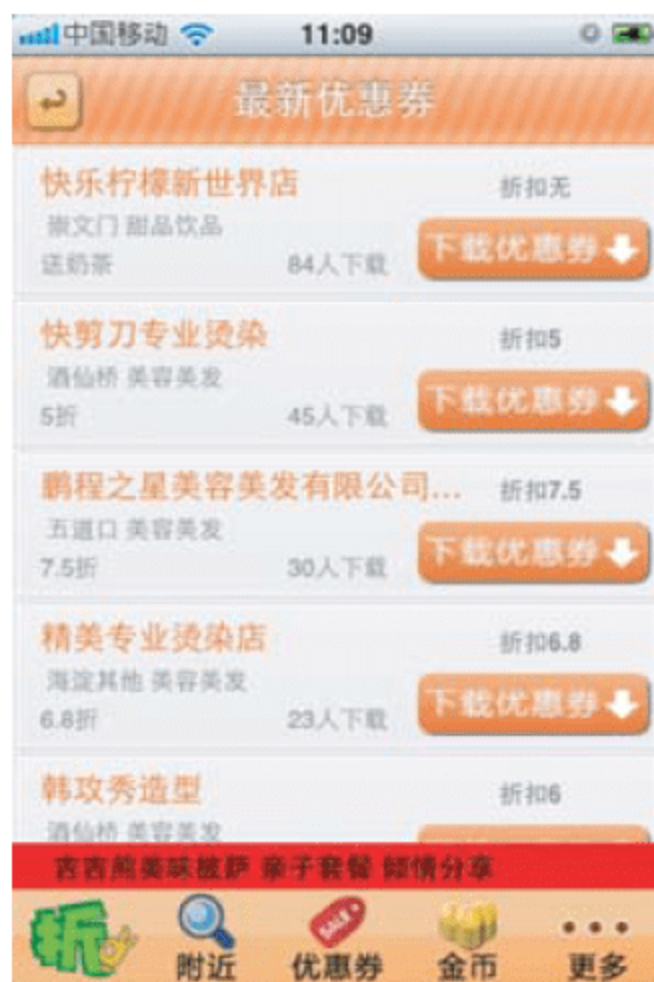 中国移动 11:09
最新优惠券
快乐柠檬新世界店
折扣无
崇文门 甜品饮品
下载优惠券
送奶茶 84人下载
快剪刀专业烫染
折扣5
酒仙桥 美容美发
下载优惠券
5折 45人下载
鹏程之星美容美发有限公司...
折扣7.5
五道口 美容美发
下载优惠券
7.5折 30人下载
精美专业烫染店
折扣6.8
海淀其他 美容美发
下载优惠券
6.8折 23人下载
韩攻秀造型
折扣6
酒仙桥 美容美发
吉吉熊美味披萨 亲子套餐 倾情分享
折
SALE
附近 优惠券 金币 更多